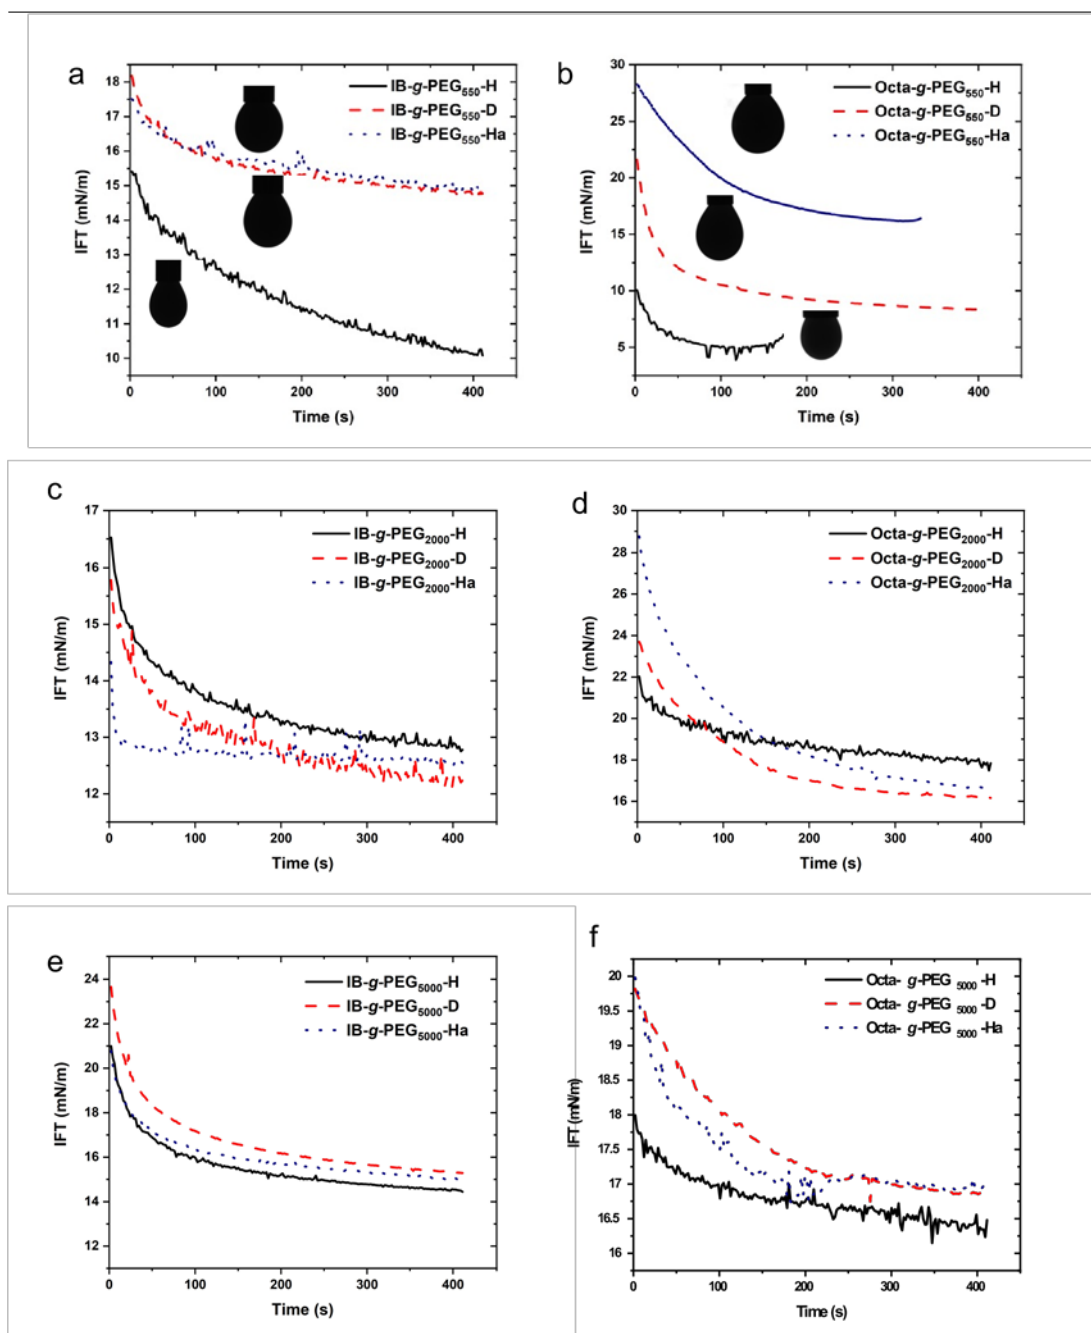 a
IB-g-PEG550-H
IB-g-PEG550-D
IB-g-PEG550-Ha
18
17
16
15
14
13
12
11
10
IFT (mN/m)
0 100 200 300 400
Time (s)
b
Octa-g-PEG550-H
Octa-g-PEG550-D
Octa-g-PEG550-Ha
30
25
20
15
10
5
IFT (mN/m)
0 100 200 300 400
Time (s)
c
IB-g-PEG2000-H
IB-g-PEG2000-D
IB-g-PEG2000-Ha
17
16
15
14
13
12
IFT (mN/m)
0 100 200 300 400
Time (s)
d
Octa-g-PEG2000-H
Octa-g-PEG2000-D
Octa-g-PEG2000-Ha
30
28
26
24
22
20
18
16
IFT (mN/m)
0 100 200 300 400
Time (s)
e
IB-g-PEG5000-H
IB-g-PEG5000-D
IB-g-PEG5000-Ha
24
22
20
18
16
14
12
IFT (mN/m)
0 100 200 300 400
Time (s)
f
Octa- g-PEG 5000-H
Octa- g-PEG 5000-D
Octa- g-PEG 5000-Ha
20
19.5
19
18.5
18
17.5
17
16.5
16
IFT (mN/m)
0 100 200 300 400
Time (s)